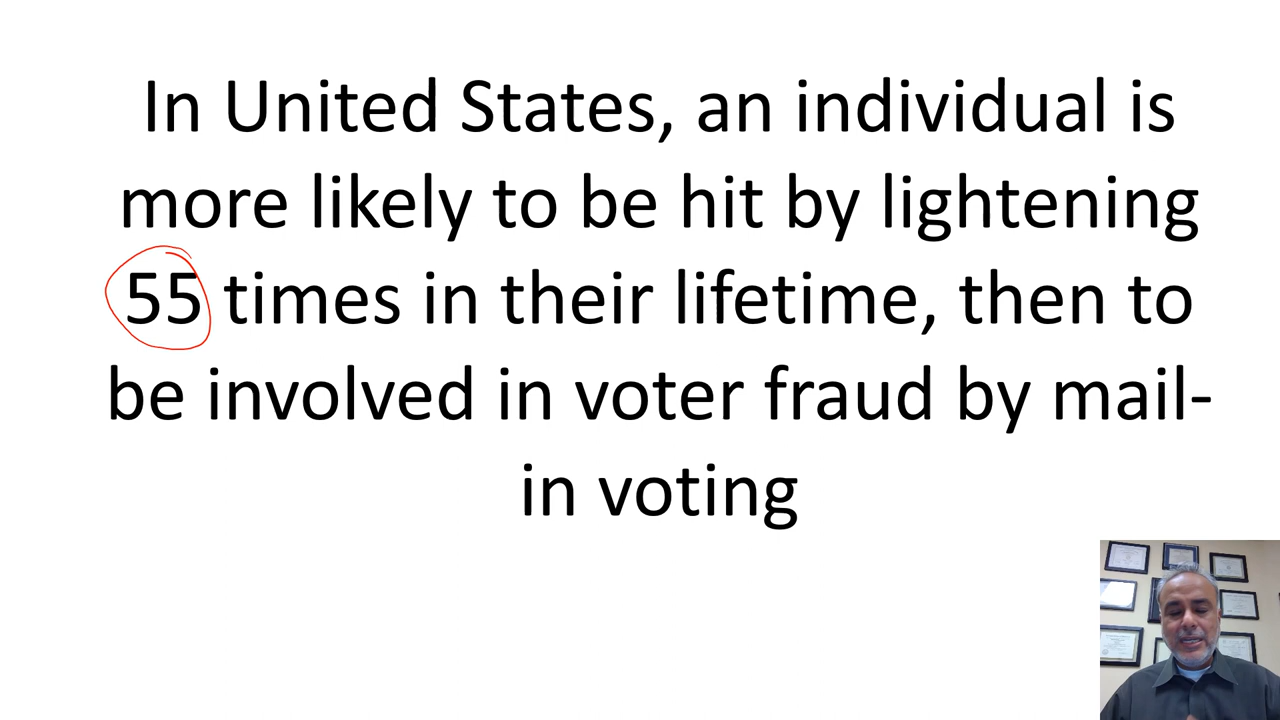 In United States, an individual is
more likely to be hit by lightening
55 times in their lifetime, then to
be involved in voter fraud by mail-
in voting